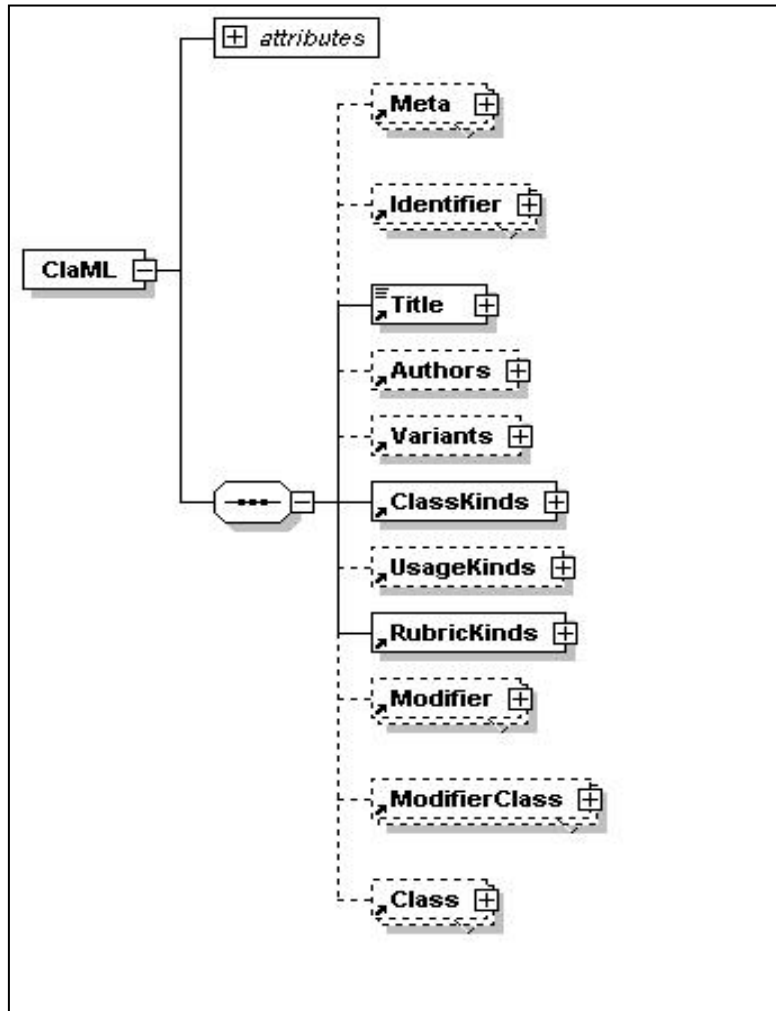 attributes
Meta
Identifier
ClaML
Title
Authors
Variants
ClassKinds
UsageKinds
RubricKinds
Modifier
ModifierClass
Class